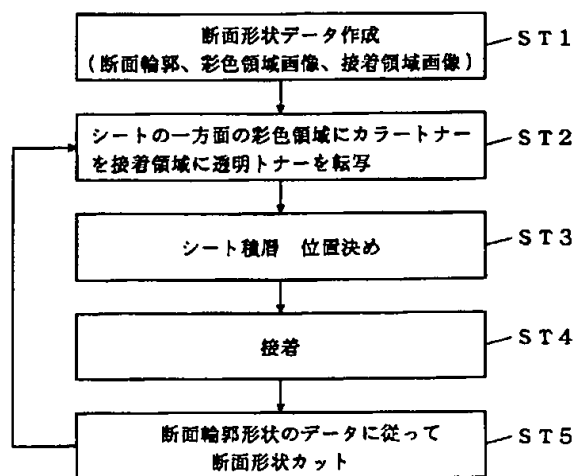 断面形状データ作成
(断面輪郭、彩色領域画像、接着領域画像)
ST1
シートの一方面の彩色領域にカラートナー
を接着領域に透明トナーを転写
ST2
シート積層 位置決め
ST3
接着
ST4
断面輪郭形状のデータに従って
断面形状カット
ST5